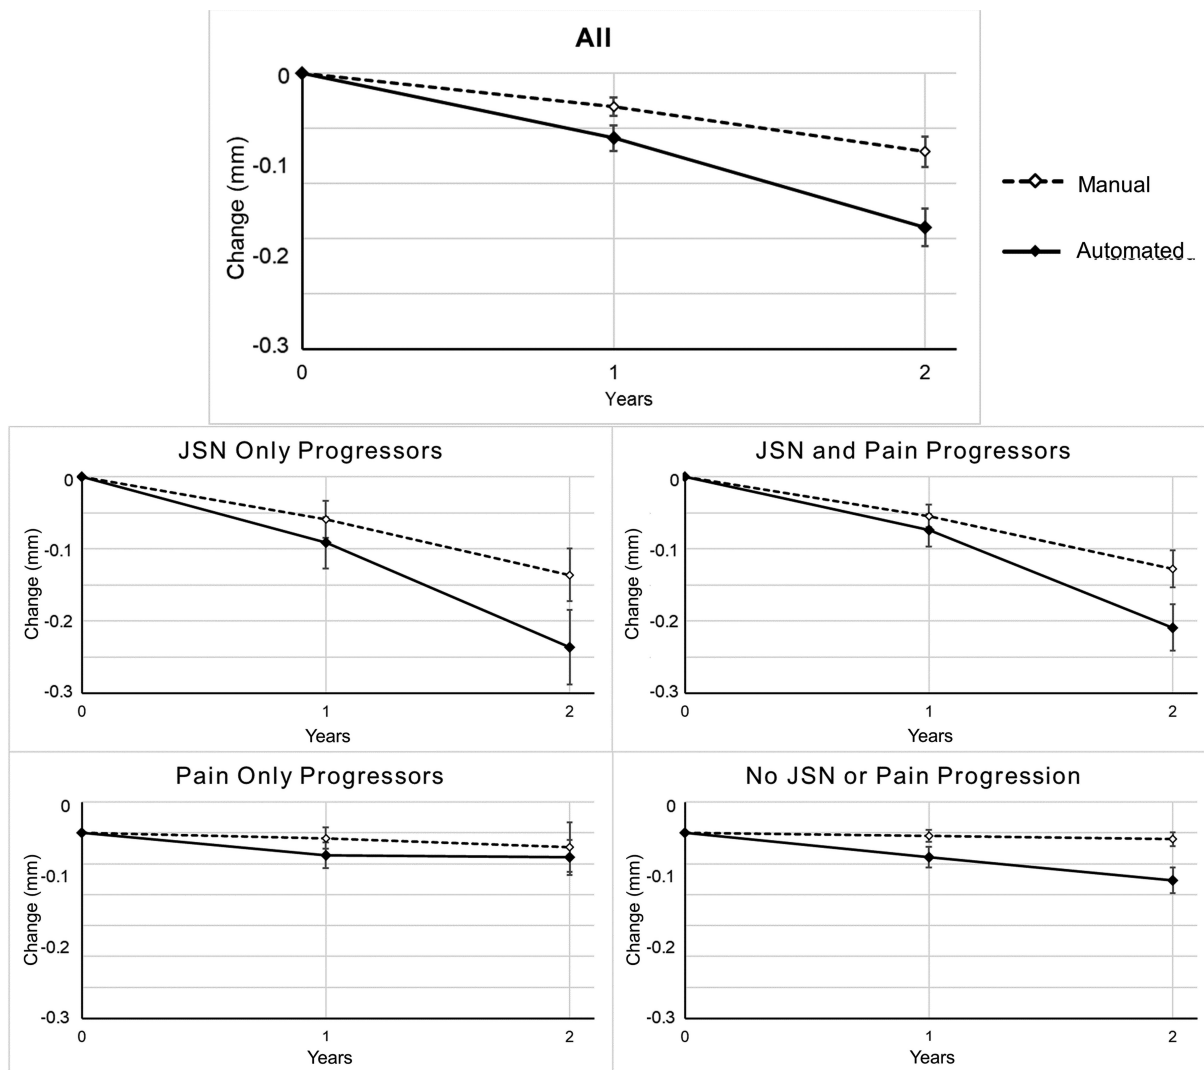 All
0
-0.1
-0.2
-0.3
Change (mm)
0 1 2
Years
Manual
Automated
JSN Only Progressors
0
-0.1
-0.2
-0.3
Change (mm)
0 1 2
Years
JSN and Pain Progressors
0
-0.1
-0.2
-0.3
Change (mm)
0 1 2
Years
Pain Only Progressors
0
-0.1
-0.2
-0.3
Change (mm)
0 1 2
Years
No JSN or Pain Progression
0
-0.1
-0.2
-0.3
Change (mm)
0 1 2
Years